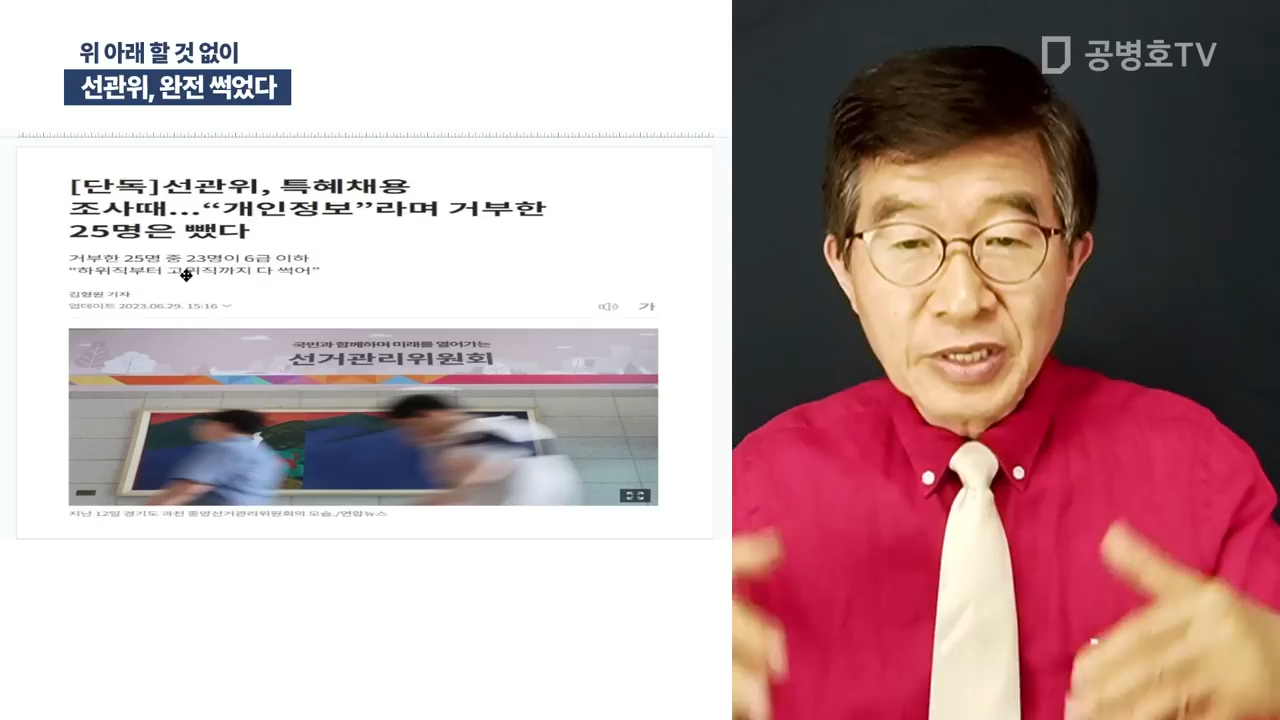 위 아래 할 것 없이
선관위, 완전 썩었다
공병호TV
[단독]선관위, 특혜채용
조사때...“개인정보”라며 거부한
25명은 뺐다
거부한 25명 중 23명이 6급 이하
“하위직부터 고위직까지 다 썩어”
김형원 기자
업데이트 2023.06.29. 15:16
가
국민과 함께하며 미래를 열어가는
선거관리위원회
지난 12일 경기도 과천 중앙선거관리위원회의 모습./연합뉴스